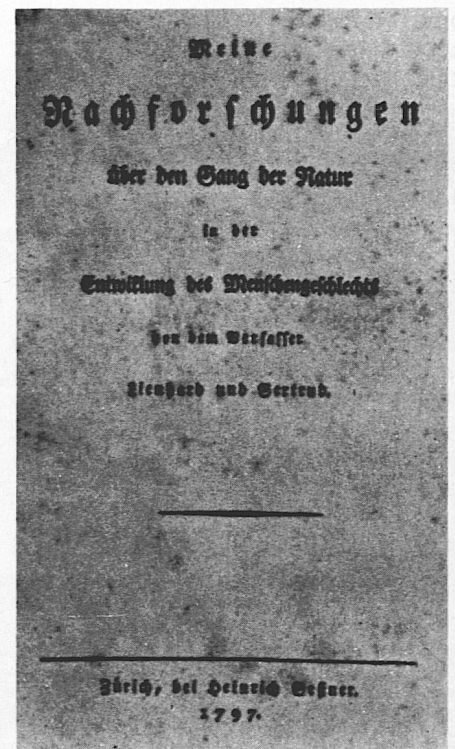 Meine
Nachforschungen
über den Gang der Natur
in der
Entwiklung des Menschengeschlechts
von dem Verfasser
Lienhard und Gertrud.
Zürich, bei Heinrich Geßner.
1797.